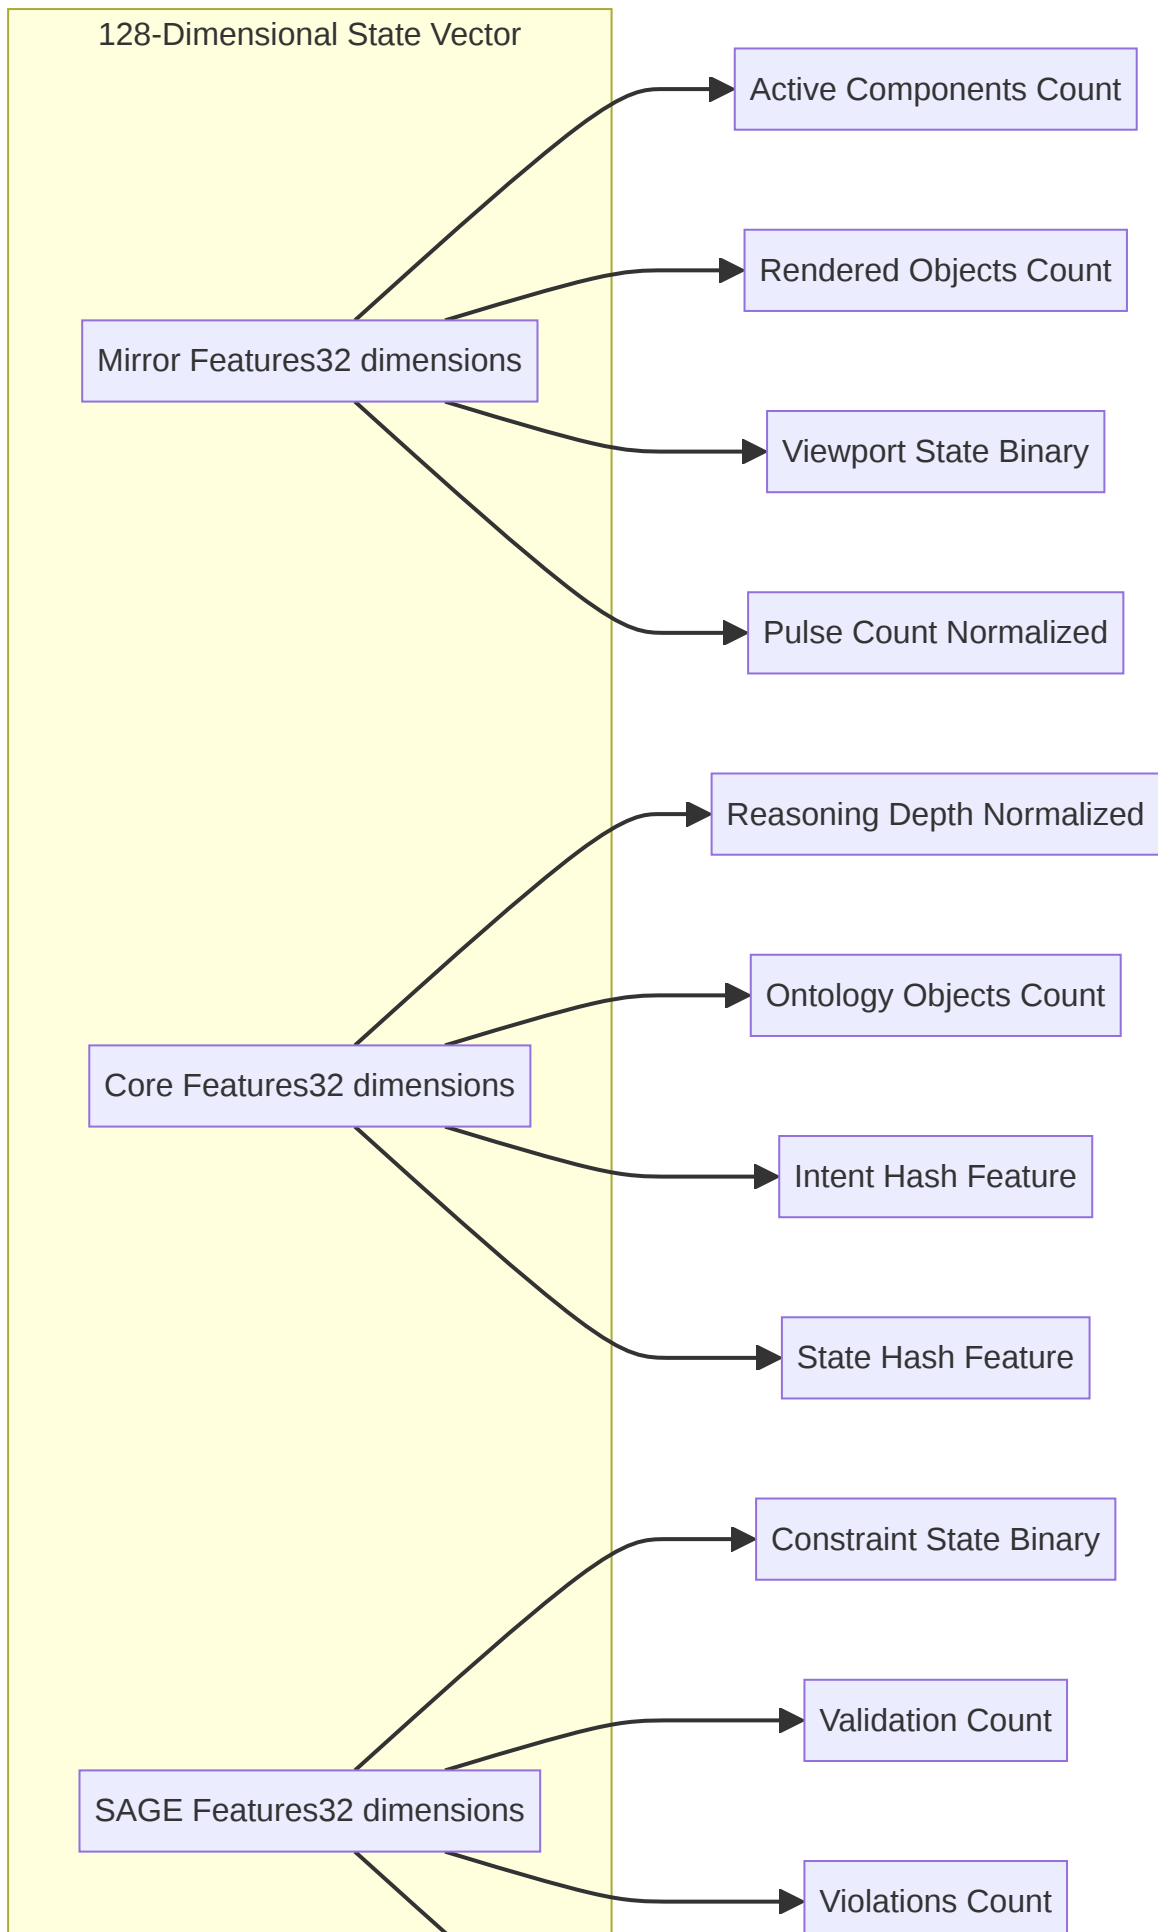 128-Dimensional State Vector
Active Components Count
Rendered Objects Count
Mirror Features32 dimensions
Viewport State Binary
Pulse Count Normalized
Reasoning Depth Normalized
Ontology Objects Count
Core Features32 dimensions
Intent Hash Feature
State Hash Feature
Constraint State Binary
Validation Count
SAGE Features32 dimensions
Violations Count